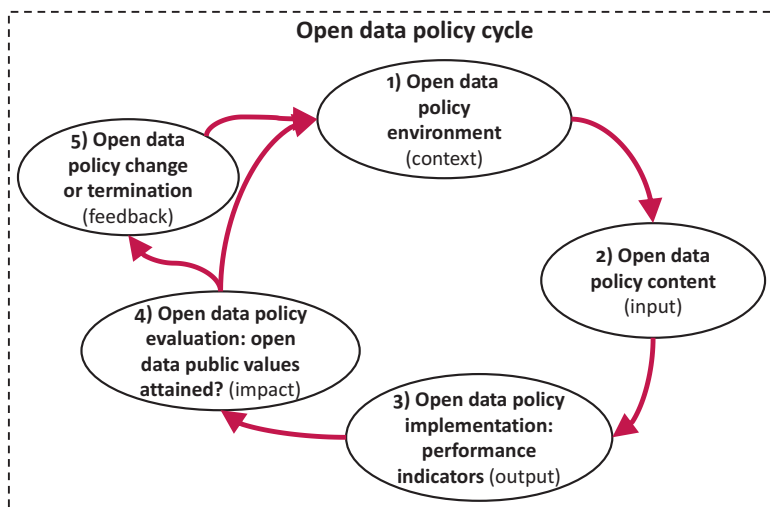 Open data policy cycle
1) Open data
policy
environment
(context)
2) Open data
policy content
(input)
3) Open data policy
implementation:
performance
indicators (output)
4) Open data policy
evaluation: open
data public values
attained? (impact)
5) Open data
policy change
or termination
(feedback)